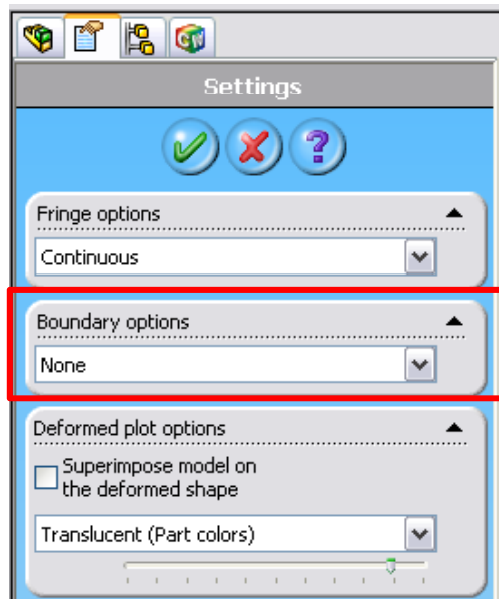 Settings
?
Fringe options
Continuous
Boundary options
None
Deformed plot options
Superimpose model on
the deformed shape
Translucent (Part colors)